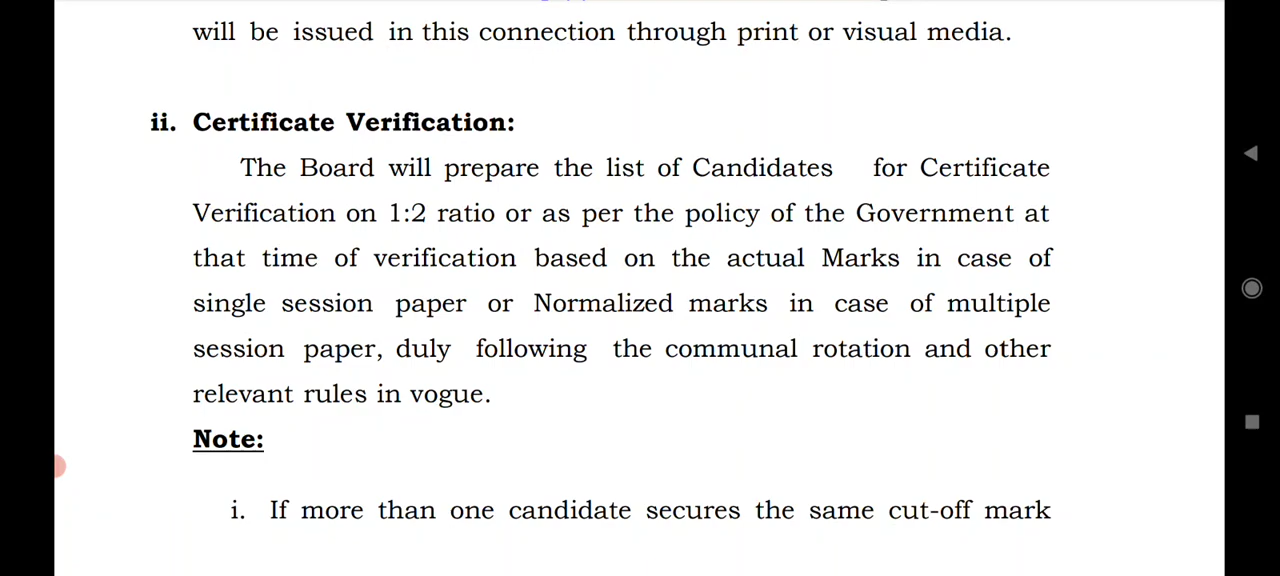 will be issued in this connection through print or visual media.
ii. Certificate Verification:
The Board will prepare the list of Candidates for Certificate
Verification on 1:2 ratio or as per the policy of the Government at
that time of verification based on the actual Marks in case of
single session paper or Normalized marks in case of multiple
session paper, duly following the communal rotation and other
relevant rules in vogue.
Note:
i. If more than one candidate secures the same cut-off mark